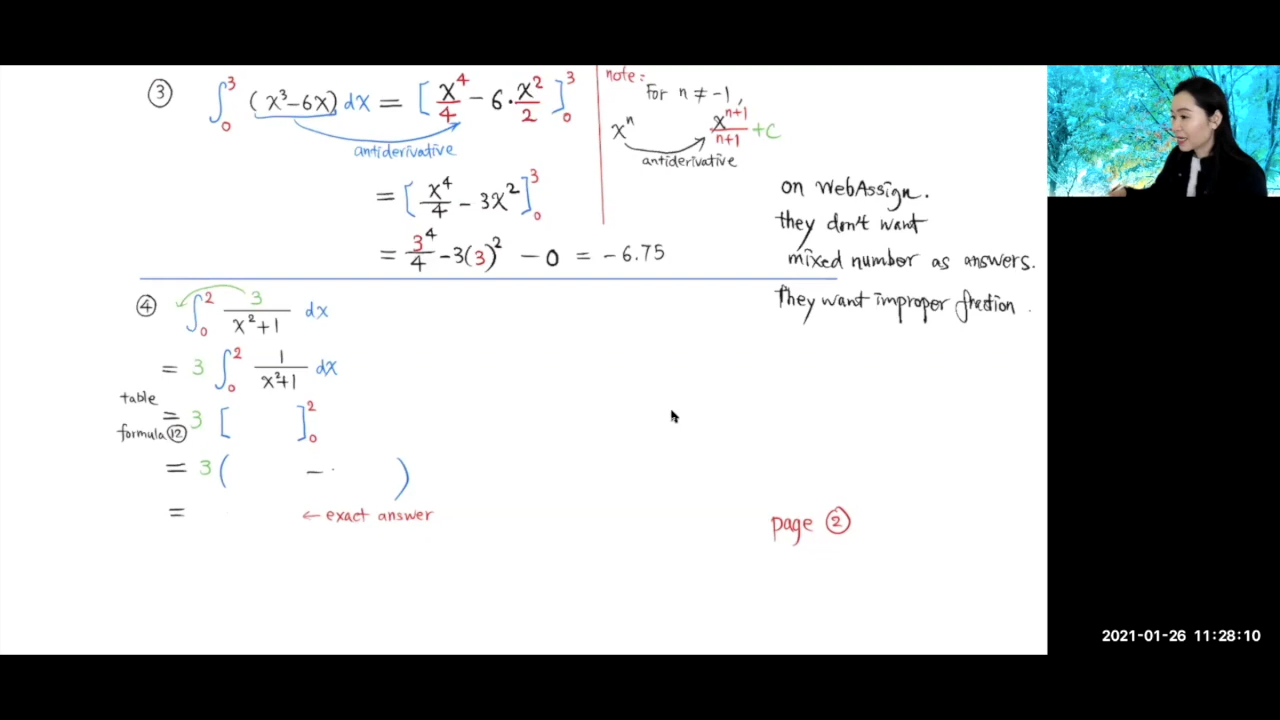 ③ ∫₀³ (x³-6x) dx = [ x⁴/4 - 6·x²/2 ]₀³
antiderivative
= [ x⁴/4 - 3x² ]₀³
= 3⁴/4 - 3(3)² - 0 = -6.75
note:
For n ≠ -1,
xⁿ xⁿ⁺¹/n+1 + C
antiderivative
on WebAssign.
they don't want
mixed number as answers.
They want improper fraction.
④ ∫₀² 3/x²+1 dx
= 3 ∫₀² 1/x²+1 dx
table
= 3 [ ]₀²
formula ⑫
= 3 ( - )
= ← exact answer
page ②
2021-01-26 11:28:10